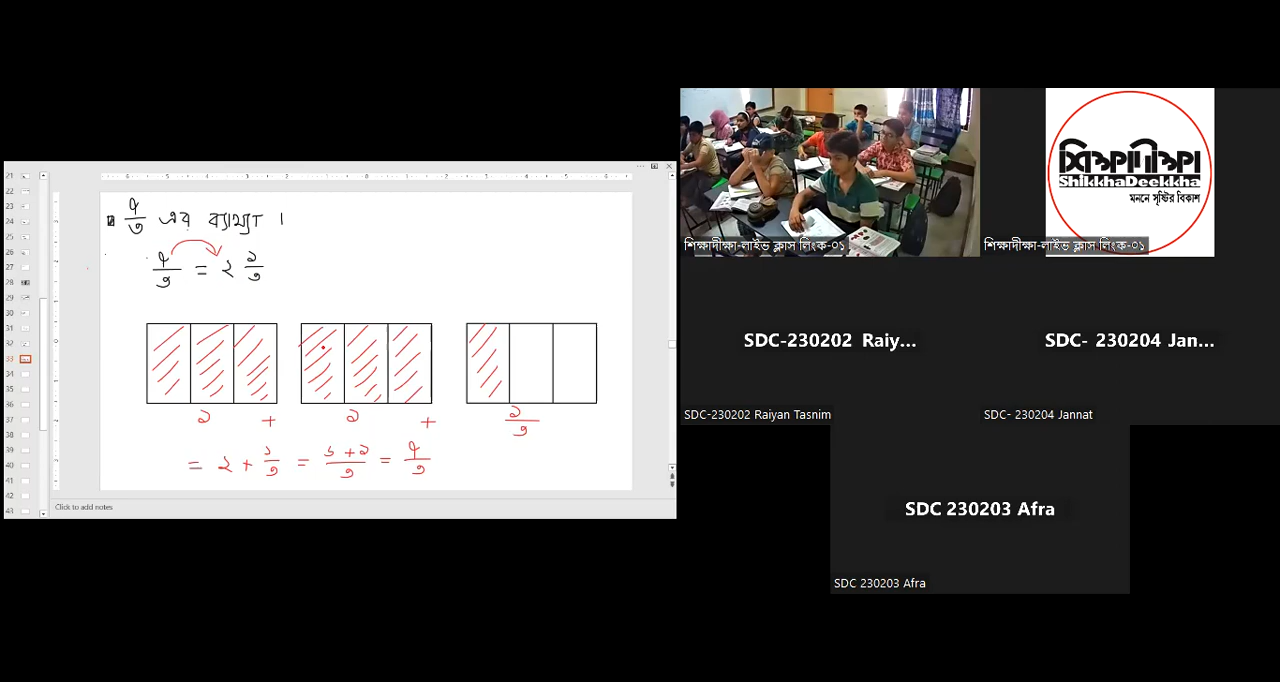 ৭/৩ এর ব্যাখ্যা ।
৭/৩ = ২ ১/৩
১ + ১ + ১/৩
= ২ + ১/৩ = ৬+১/৩ = ৭/৩
Click to add notes
শিক্ষাদীক্ষা-লাইভ ক্লাস লিংক-০১
শিক্ষাদীক্ষা
ShikkhaDeekkha
মননে সৃষ্টির বিকাশ
শিক্ষাদীক্ষা-লাইভ ক্লাস লিংক-০১
SDC-230202 Raiy...
SDC-230202 Raiyan Tasnim
SDC- 230204 Jan...
SDC- 230204 Jannat
SDC 230203 Afra
SDC 230203 Afra